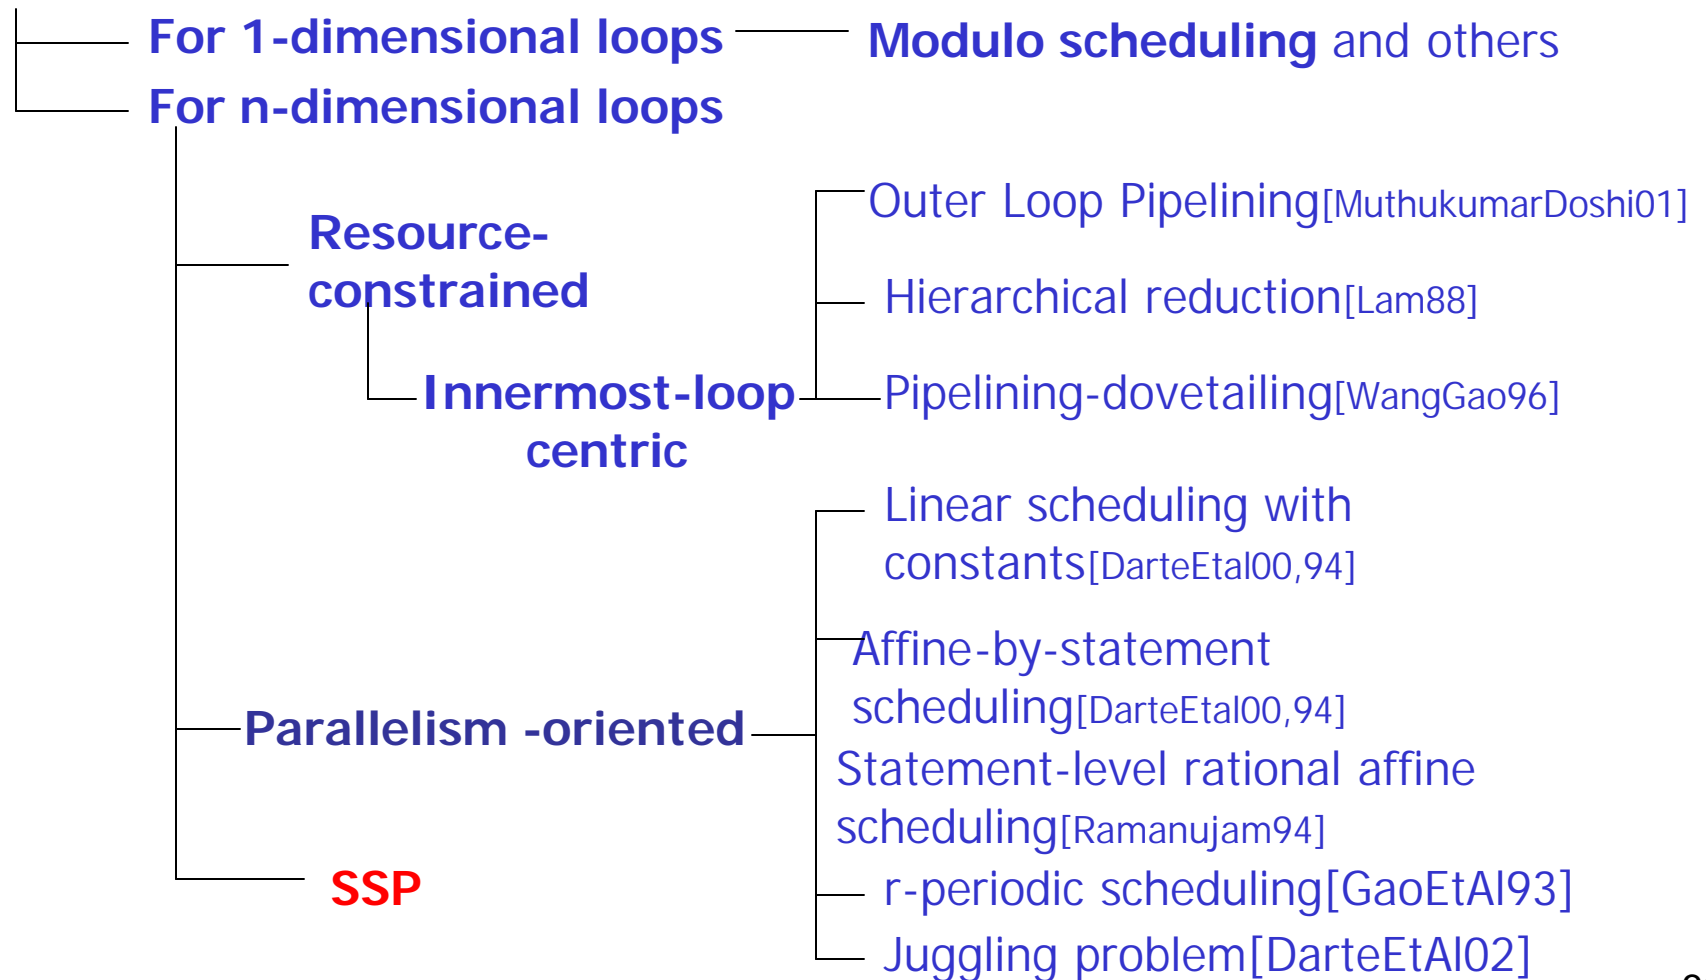 For 1-dimensional loops
Modulo scheduling and others
For n-dimensional loops
Outer Loop Pipelining[MuthukumarDoshi01]
Resource-
constrained
Hierarchical reduction[Lam88]
Innermost-loop
centric
Pipelining-dovetailing[WangGao96]
Linear scheduling with
constants[DarteEtal00,94]
Affine-by-statement
scheduling[DarteEtal00,94]
Parallelism -oriented
Statement-level rational affine
scheduling[Ramanujam94]
SSP
r-periodic scheduling[GaoEtAl93]
Juggling problem[DarteEtAl02]